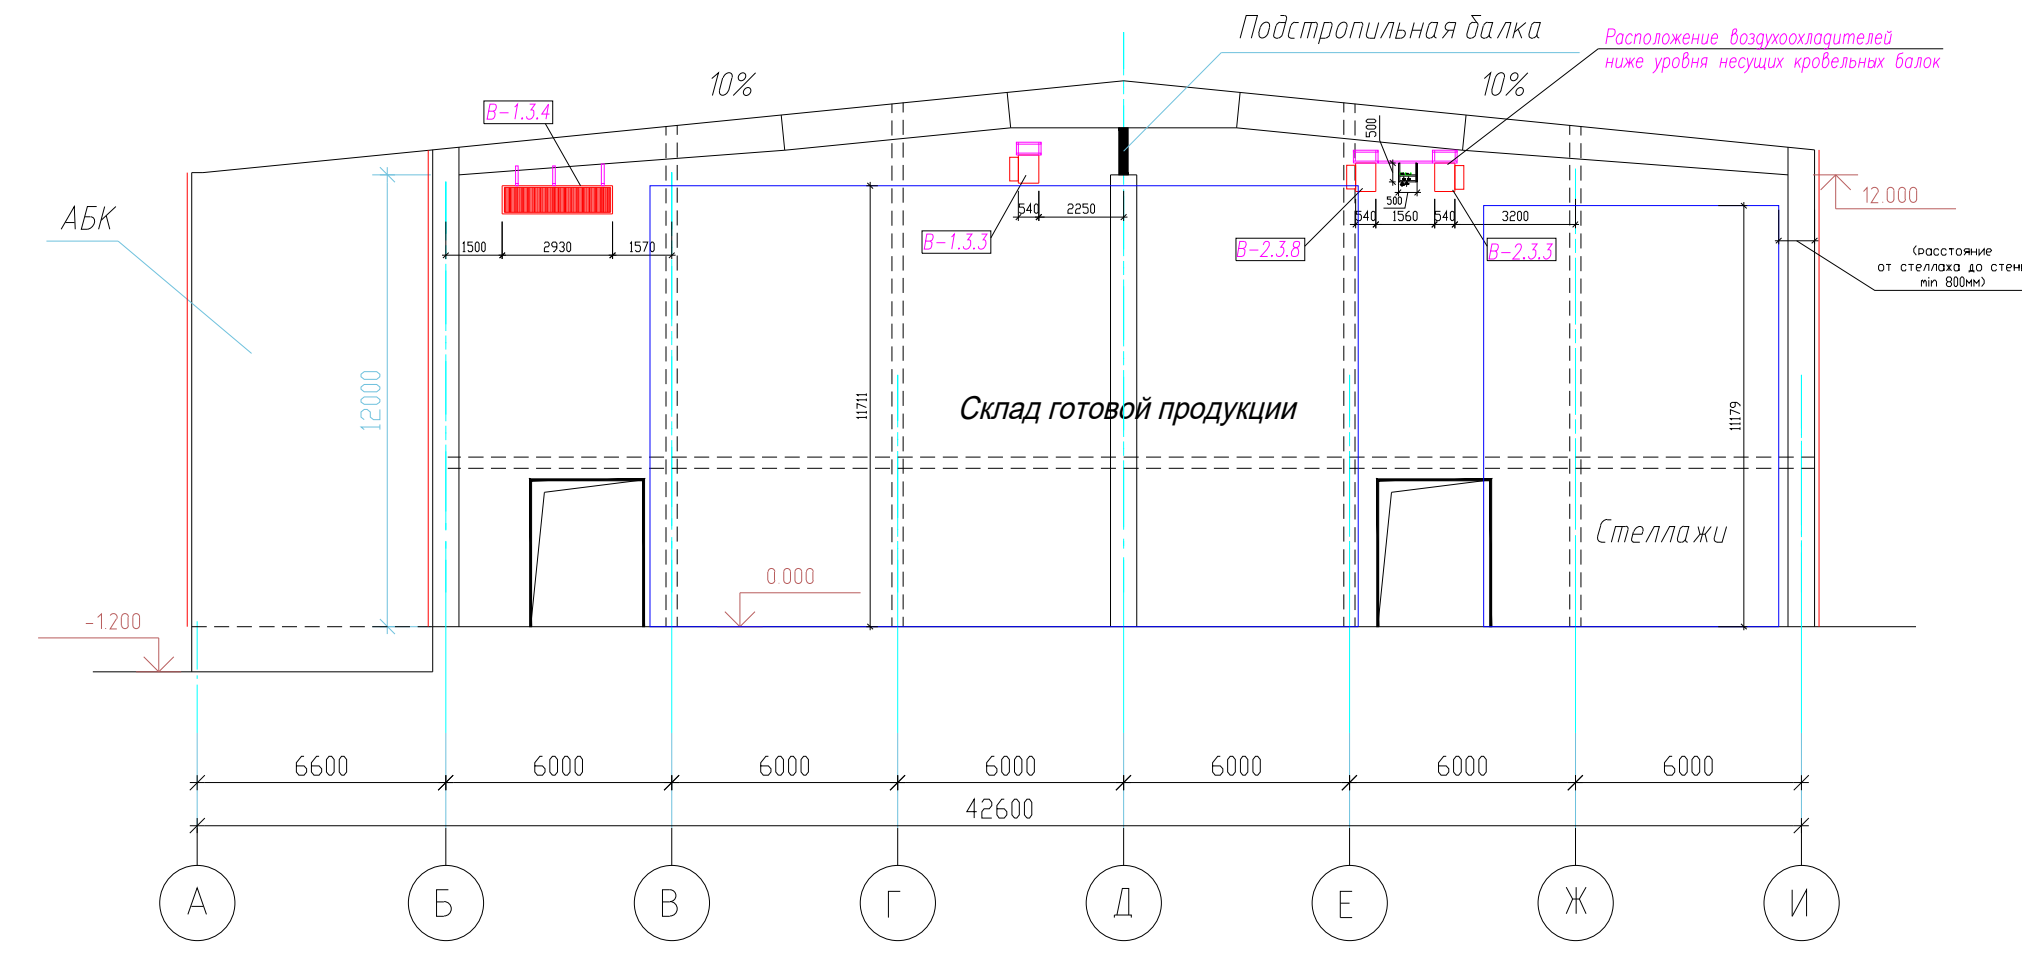 Подстропильная балка
Расположение воздухоохладителей
ниже уровня несущих кровельных балок
10%
10%
В-1.3.4
500
АБК
12.000
540
2250
500
540
1560
540
3200
1500
2930
1570
В-1.3.3
В-2.3.8
В-2.3.3
(расстояние
от стеллажа до стен
min 800мм)
12000
11711
Склад готовой продукции
11179
Стеллажи
0.000
-1.200
6600
6000
6000
6000
6000
6000
6000
42600
А
Б
В
Г
Д
Е
Ж
И